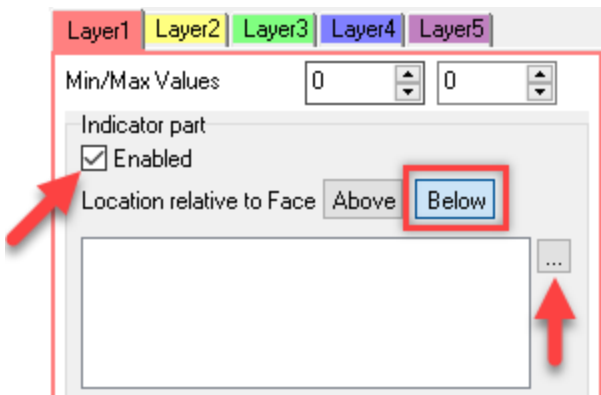 Layer1 Layer2 Layer3 Layer4 Layer5
Min/Max Values 0 0
Indicator part
Enabled
Location relative to Face Above Below
...